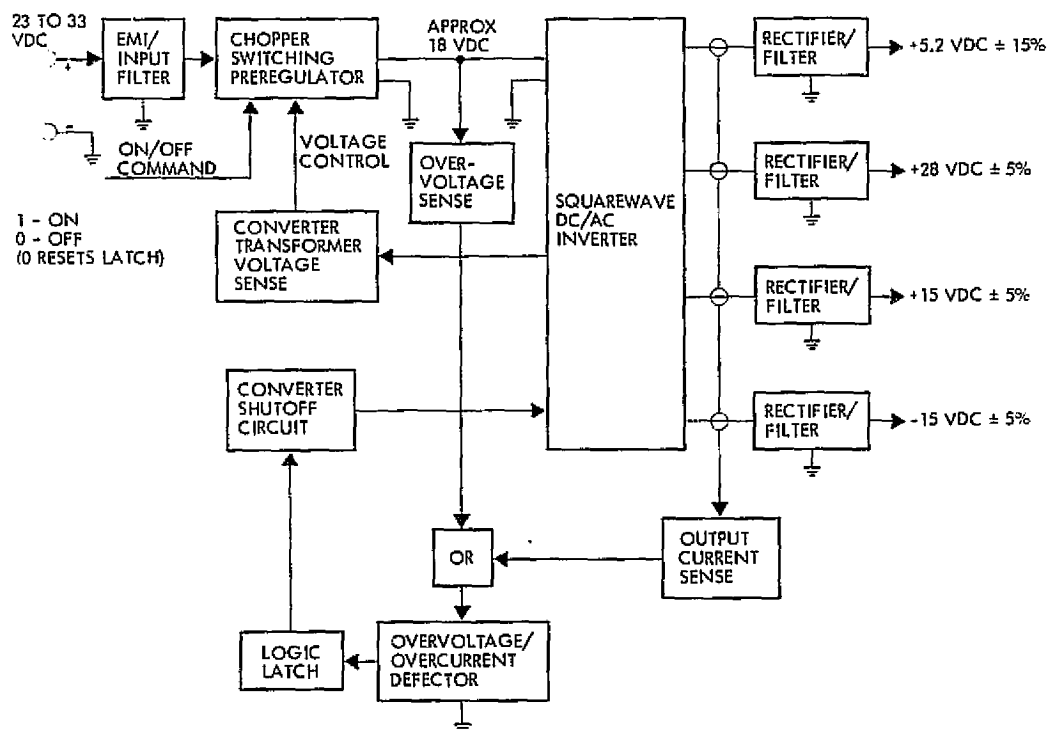 23 TO 33
VDC
+
-
EMI/
INPUT
FILTER
CHOPPER
SWITCHING
PREREGULATOR
APPROX
18 VDC
ON/OFF
COMMAND
VOLTAGE
CONTROL
1 - ON
0 - OFF
(0 RESETS LATCH)
OVER-
VOLTAGE
SENSE
CONVERTER
TRANSFORMER
VOLTAGE
SENSE
SQUAREWAVE
DC/AC
INVERTER
RECTIFIER/
FILTER
+5.2 VDC ± 15%
RECTIFIER/
FILTER
+28 VDC ± 5%
RECTIFIER/
FILTER
+15 VDC ± 5%
RECTIFIER/
FILTER
-15 VDC ± 5%
CONVERTER
SHUTOFF
CIRCUIT
OR
OUTPUT
CURRENT
SENSE
LOGIC
LATCH
OVERVOLTAGE/
OVERCURRENT
DEFECTOR